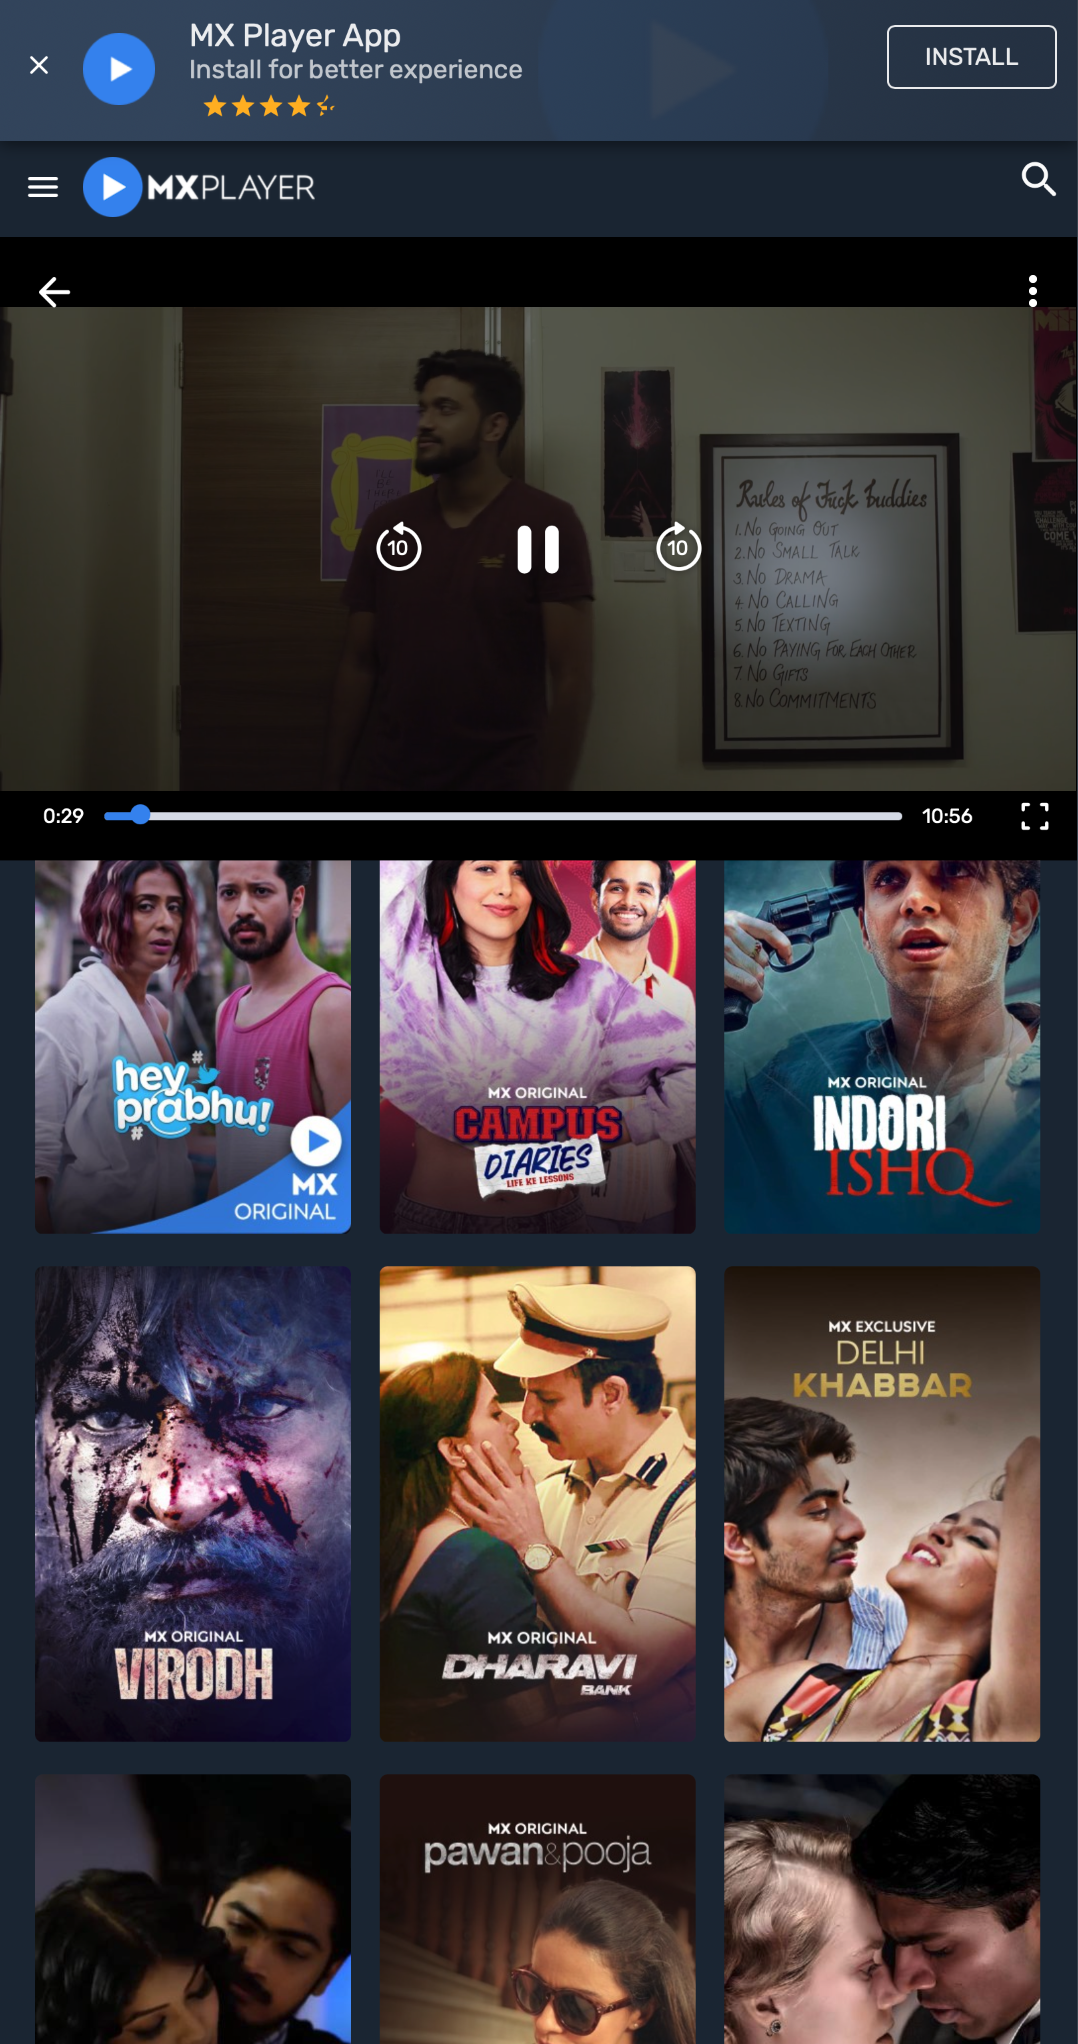 MX Player App
Install for better experience
INSTALL
MXPLAYER
Rules of Fuck buddies
1. No GOING OUT
2. No SMALL TALK
3. No DRAMA
4. No CALLING
5. No TEXTING
6. No PAYING FOR EACH OTHER
7. No GIFTS
8. No COMMITMENTS
10
10
0:29
10:56
#
hey
prabhu!
#
MX
ORIGINAL
MX ORIGINAL
CAMPUS
DIARIES
LIFE KE LESSONS
MX ORIGINAL
INDORI
ISHQ
MX ORIGINAL
VIRODH
MX ORIGINAL
DHARAVI
BANK
MX EXCLUSIVE
DELHI
KHABBAR
MX ORIGINAL
pawan&pooja